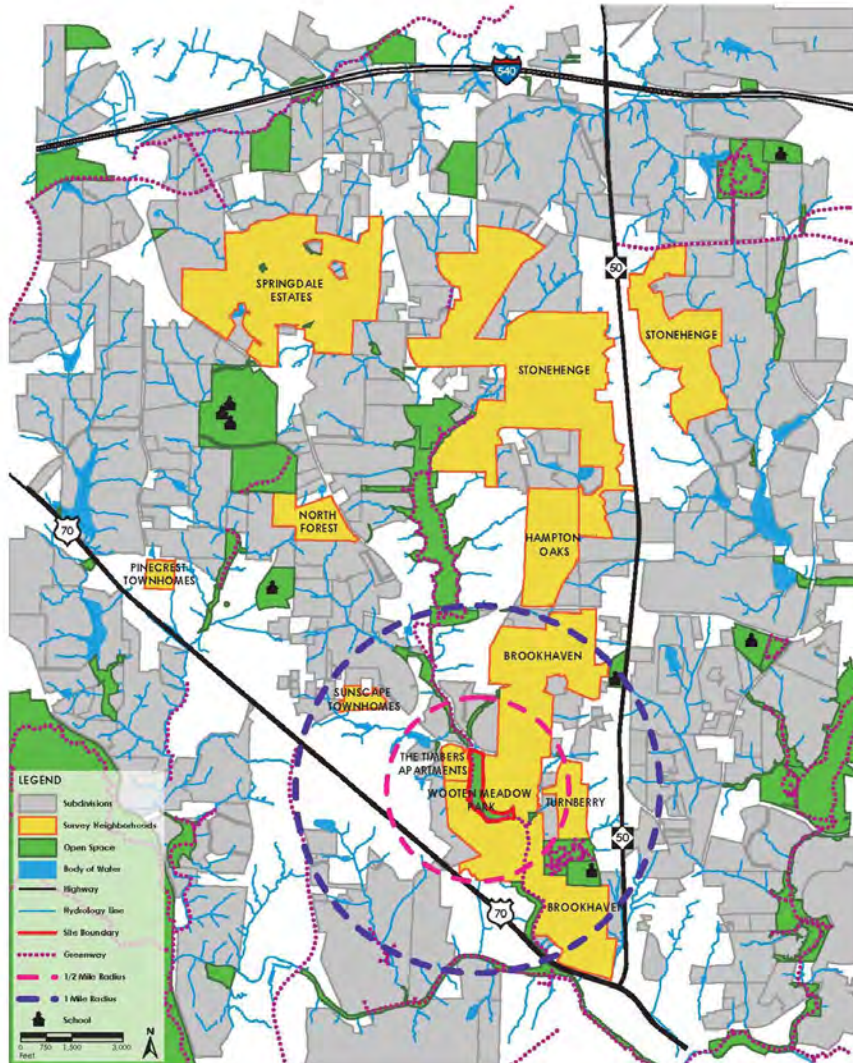 540
50
SPRINGDALE
ESTATES
STONEHENGE
STONEHENGE
NORTH
FOREST
HAMPTON
OAKS
70
PINECREST
TOWNHOMES
BROOKHAVEN
SUNSCAPE
TOWNHOMES
THE TIMBERS
APARTMENTS
WOOTEN MEADOW
PARK
TURNBERRY
50
BROOKHAVEN
70
LEGEND
Subdivisions
Survey Neighborhoods
Open Space
Body of Water
Highway
Hydrology Line
Site Boundary
Greenway
1/2 Mile Radius
1 Mile Radius
School
0 750 1,500 3,000
Feet
N